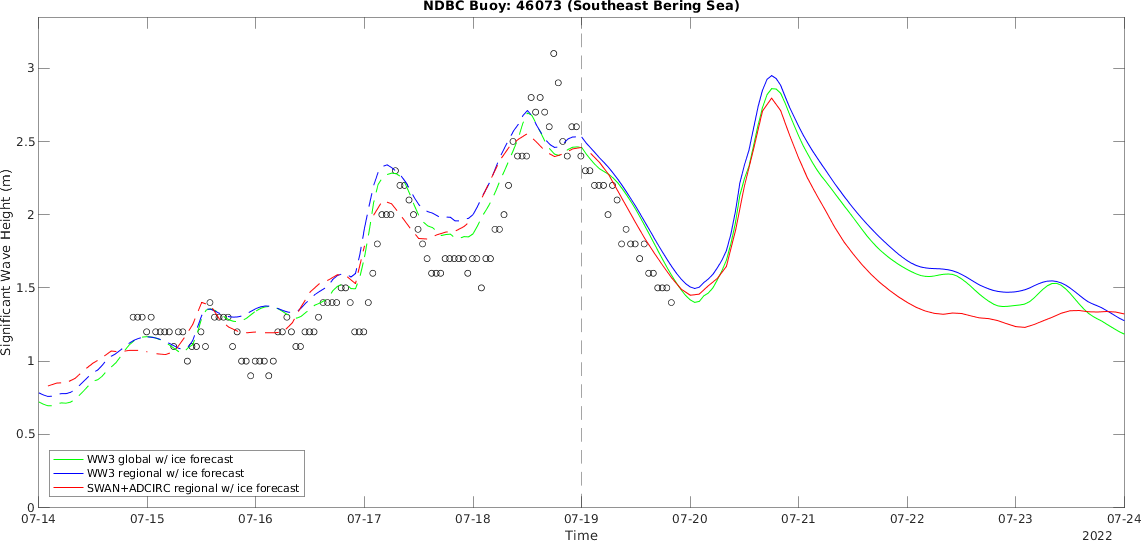 NDBC Buoy: 46073 (Southeast Bering Sea)
Significant Wave Height (m)
3
2.5
2
1.5
1
0.5
0
WW3 global w/ ice forecast
WW3 regional w/ ice forecast
SWAN+ADCIRC regional w/ ice forecast
07-14 07-15 07-16 07-17 07-18 07-19 07-20 07-21 07-22 07-23 07-24
Time
2022